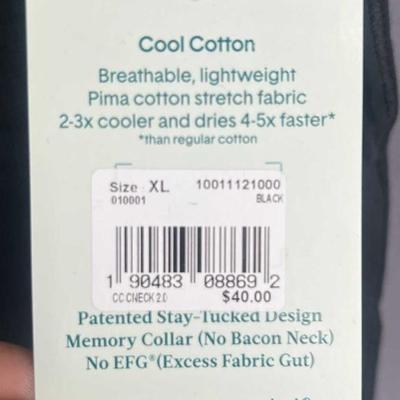 Cool Cotton
Breathable, lightweight
Pima cotton stretch fabric
2-3x cooler and dries 4-5x faster*
*than regular cotton
Size: XL 10011121000
010001 BLACK
1 90483 08869 2
CC CNECK 2.0 $40.00
Patented Stay-Tucked Design
Memory Collar (No Bacon Neck)
No EFG®(Excess Fabric Gut)